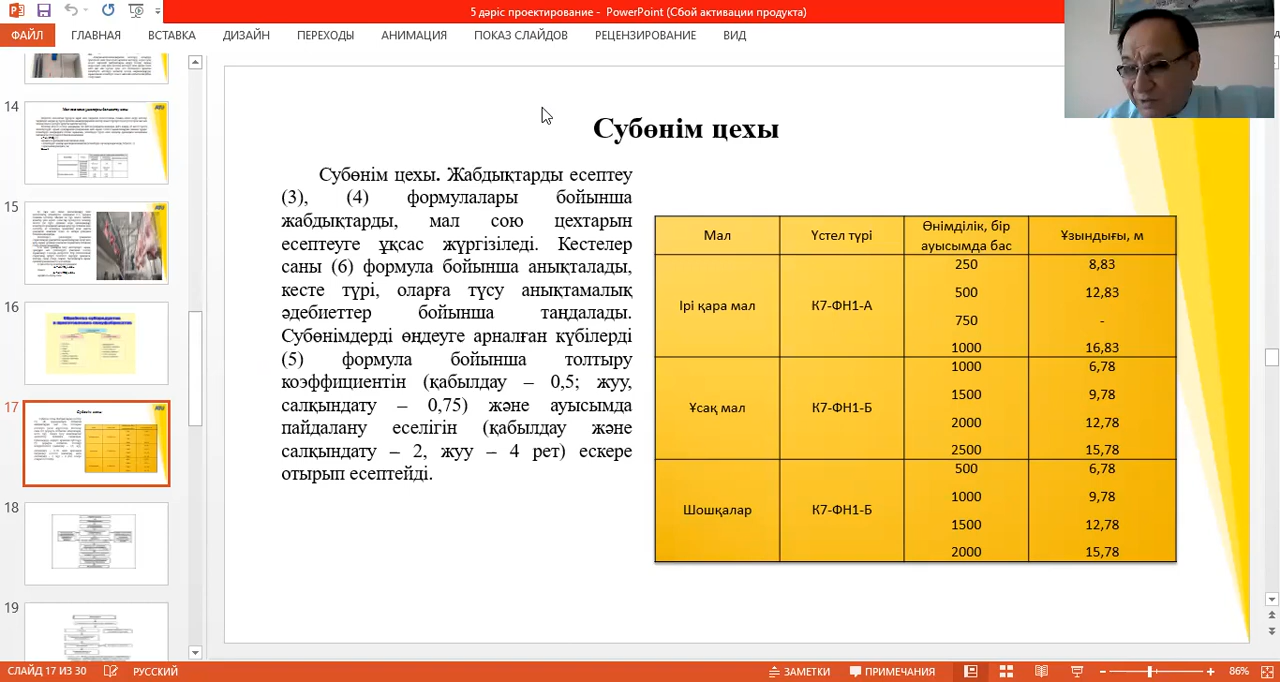 5 дәріс проектирование - PowerPoint (Сбой активации продукта)
ФАЙЛ ГЛАВНАЯ ВСТАВКА ДИЗАЙН ПЕРЕХОДЫ АНИМАЦИЯ ПОКАЗ СЛАЙДОВ РЕЦЕНЗИРОВАНИЕ ВИД
14
15
16
17
18
19
Субөнім цехы
Субөнім цехы. Жабдықтарды есептеу
(3), (4) формулалары бойынша
жабдықтарды, мал сою цехтарын
есептеуге ұқсас жүргізіледі. Кестелер
саны (6) формула бойынша анықталады,
кесте түрі, оларға түсу анықтамалық
әдебиеттер бойынша таңдалады.
Субөнімдерді өңдеуге арналған күбілерді
(5) формула бойынша толтыру
коэффициентін (қабылдау – 0,5; жуу,
салқындату – 0,75) және ауысымда
пайдалану еселігін (қабылдау және
салқындату – 2, жуу – 4 рет) ескере
отырып есептейді.
Мал Үстел түрі Өнімділік, бір ауысымда бас Ұзындығы, м
Ірі қара мал К7-ФН1-А
250 8,83
500 12,83
750 -
1000 16,83
Ұсақ мал К7-ФН1-Б
1000 6,78
1500 9,78
2000 12,78
2500 15,78
Шошқалар К7-ФН1-Б
500 6,78
1000 9,78
1500 12,78
2000 15,78
СЛАЙД 17 ИЗ 30 РУССКИЙ ЗАМЕТКИ ПРИМЕЧАНИЯ 86%